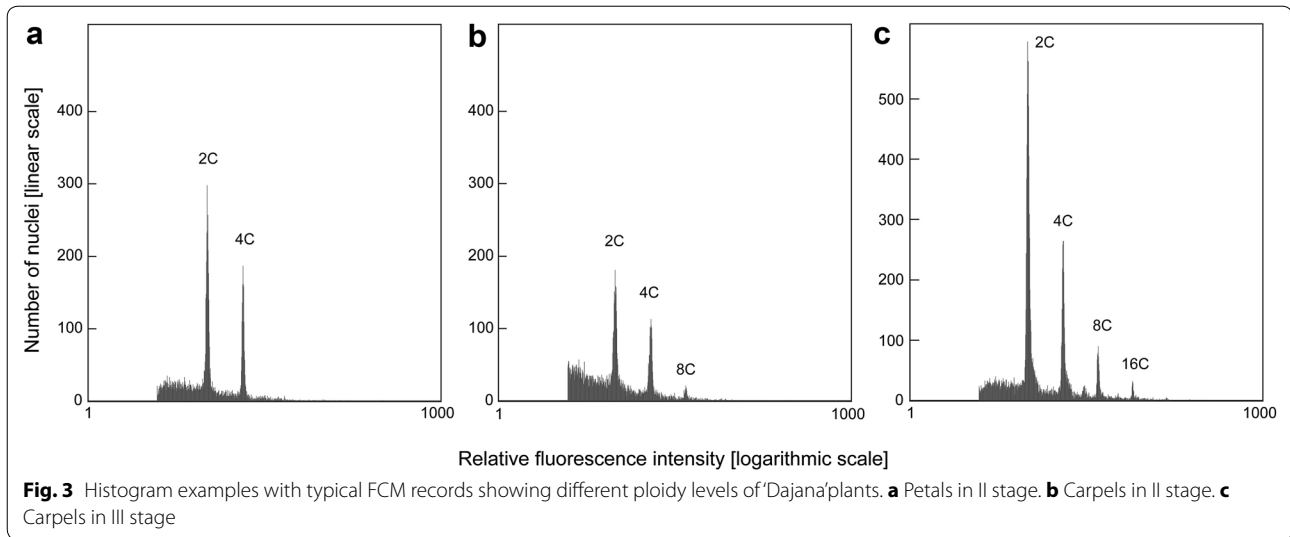 a
b
c
Number of nuclei [linear scale]
400
300
200
100
0
2C
4C
1
1000
400
300
200
100
0
2C
4C
8C
1
1000
500
400
300
200
100
0
2C
4C
8C
16C
1
1000
Relative fluorescence intensity [logarithmic scale]
Fig. 3 Histogram examples with typical FCM records showing different ploidy levels of ‘Dajana’plants. a Petals in II stage. b Carpels in II stage. c
Carpels in III stage